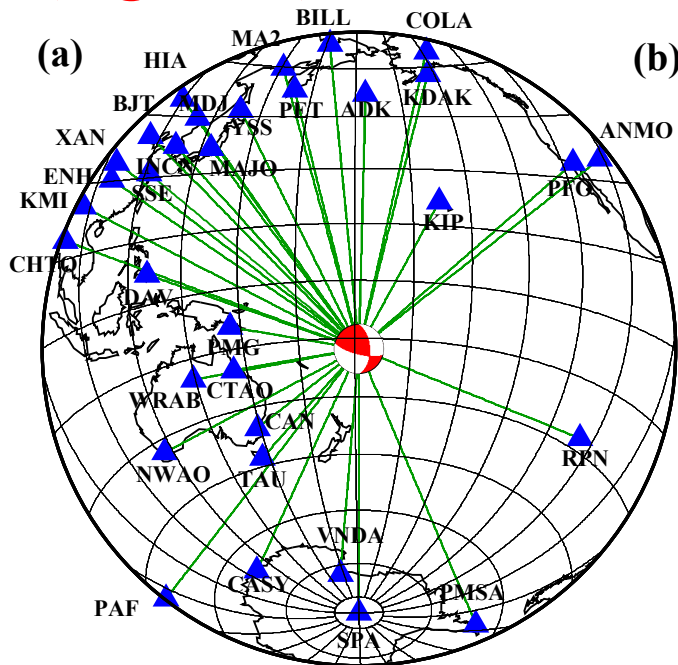 BILL
COLA
(a)
MA2
(b)
HIA
PET
ADK
KDAK
BJT
MDJ
YSS
XAN
INCN
MAJO
ANMO
ENH
SSE
PFO
KMI
KIP
CHTO
DAV
PMG
WRAB
CTAO
CAN
NWAO
TAU
RPN
VNDA
CASY
PMSA
PAF
SPA